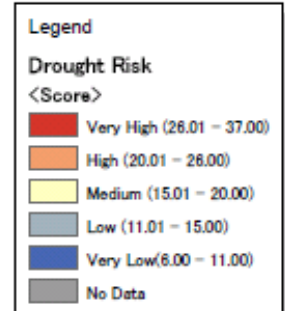 Legend
Drought Risk
<Score>
Very High (26.01 - 37.00)
High (20.01 - 26.00)
Medium (15.01 - 20.00)
Low (11.01 - 15.00)
Very Low(6.00 - 11.00)
No Data